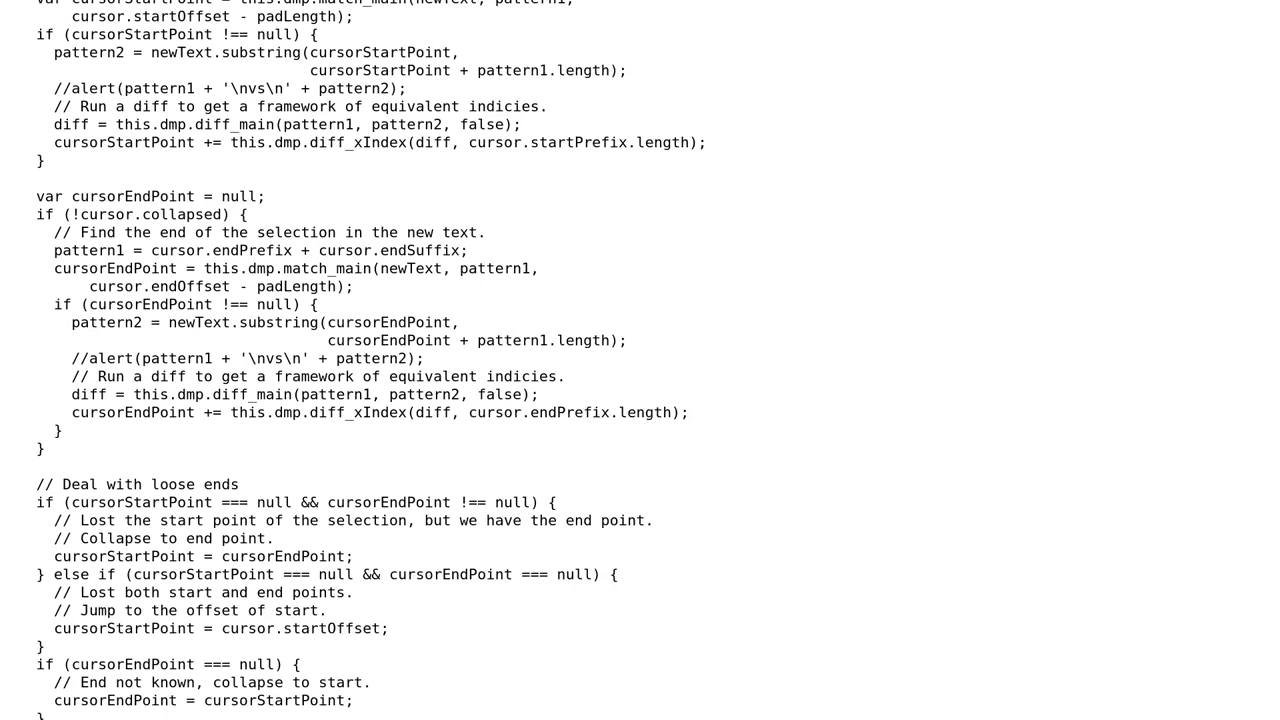 var cursorStartPoint = this.dmp.match_main(newText, pattern1,
    cursor.startOffset - padLength);
if (cursorStartPoint !== null) {
  pattern2 = newText.substring(cursorStartPoint,
                               cursorStartPoint + pattern1.length);
  //alert(pattern1 + '\nvs\n' + pattern2);
  // Run a diff to get a framework of equivalent indicies.
  diff = this.dmp.diff_main(pattern1, pattern2, false);
  cursorStartPoint += this.dmp.diff_xIndex(diff, cursor.startPrefix.length);
}

var cursorEndPoint = null;
if (!cursor.collapsed) {
  // Find the end of the selection in the new text.
  pattern1 = cursor.endPrefix + cursor.endSuffix;
  cursorEndPoint = this.dmp.match_main(newText, pattern1,
      cursor.endOffset - padLength);
  if (cursorEndPoint !== null) {
    pattern2 = newText.substring(cursorEndPoint,
                                 cursorEndPoint + pattern1.length);
    //alert(pattern1 + '\nvs\n' + pattern2);
    // Run a diff to get a framework of equivalent indicies.
    diff = this.dmp.diff_main(pattern1, pattern2, false);
    cursorEndPoint += this.dmp.diff_xIndex(diff, cursor.endPrefix.length);
  }
}

// Deal with loose ends
if (cursorStartPoint === null && cursorEndPoint !== null) {
  // Lost the start point of the selection, but we have the end point.
  // Collapse to end point.
  cursorStartPoint = cursorEndPoint;
} else if (cursorStartPoint === null && cursorEndPoint === null) {
  // Lost both start and end points.
  // Jump to the offset of start.
  cursorStartPoint = cursor.startOffset;
}
if (cursorEndPoint === null) {
  // End not known, collapse to start.
  cursorEndPoint = cursorStartPoint;
}